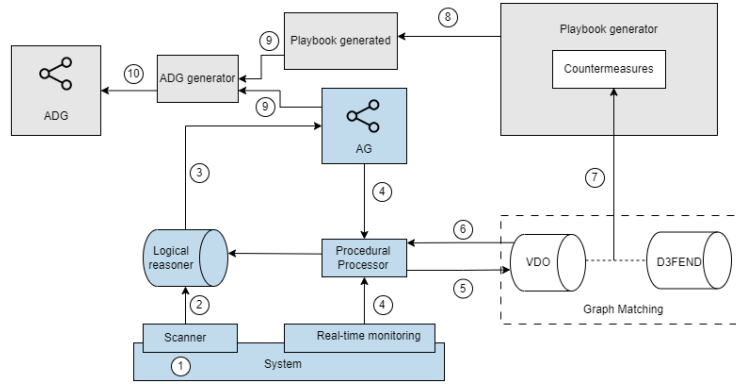 8
Playbook generator
Playbook generated
9
Countermeasures
10
ADG generator
ADG
9
AG
3
4
7
6
Logical
reasoner
Procedural
Processor
VDO
D3FEND
5
2
4
Graph Matching
Scanner
Real-time monitoring
1
System